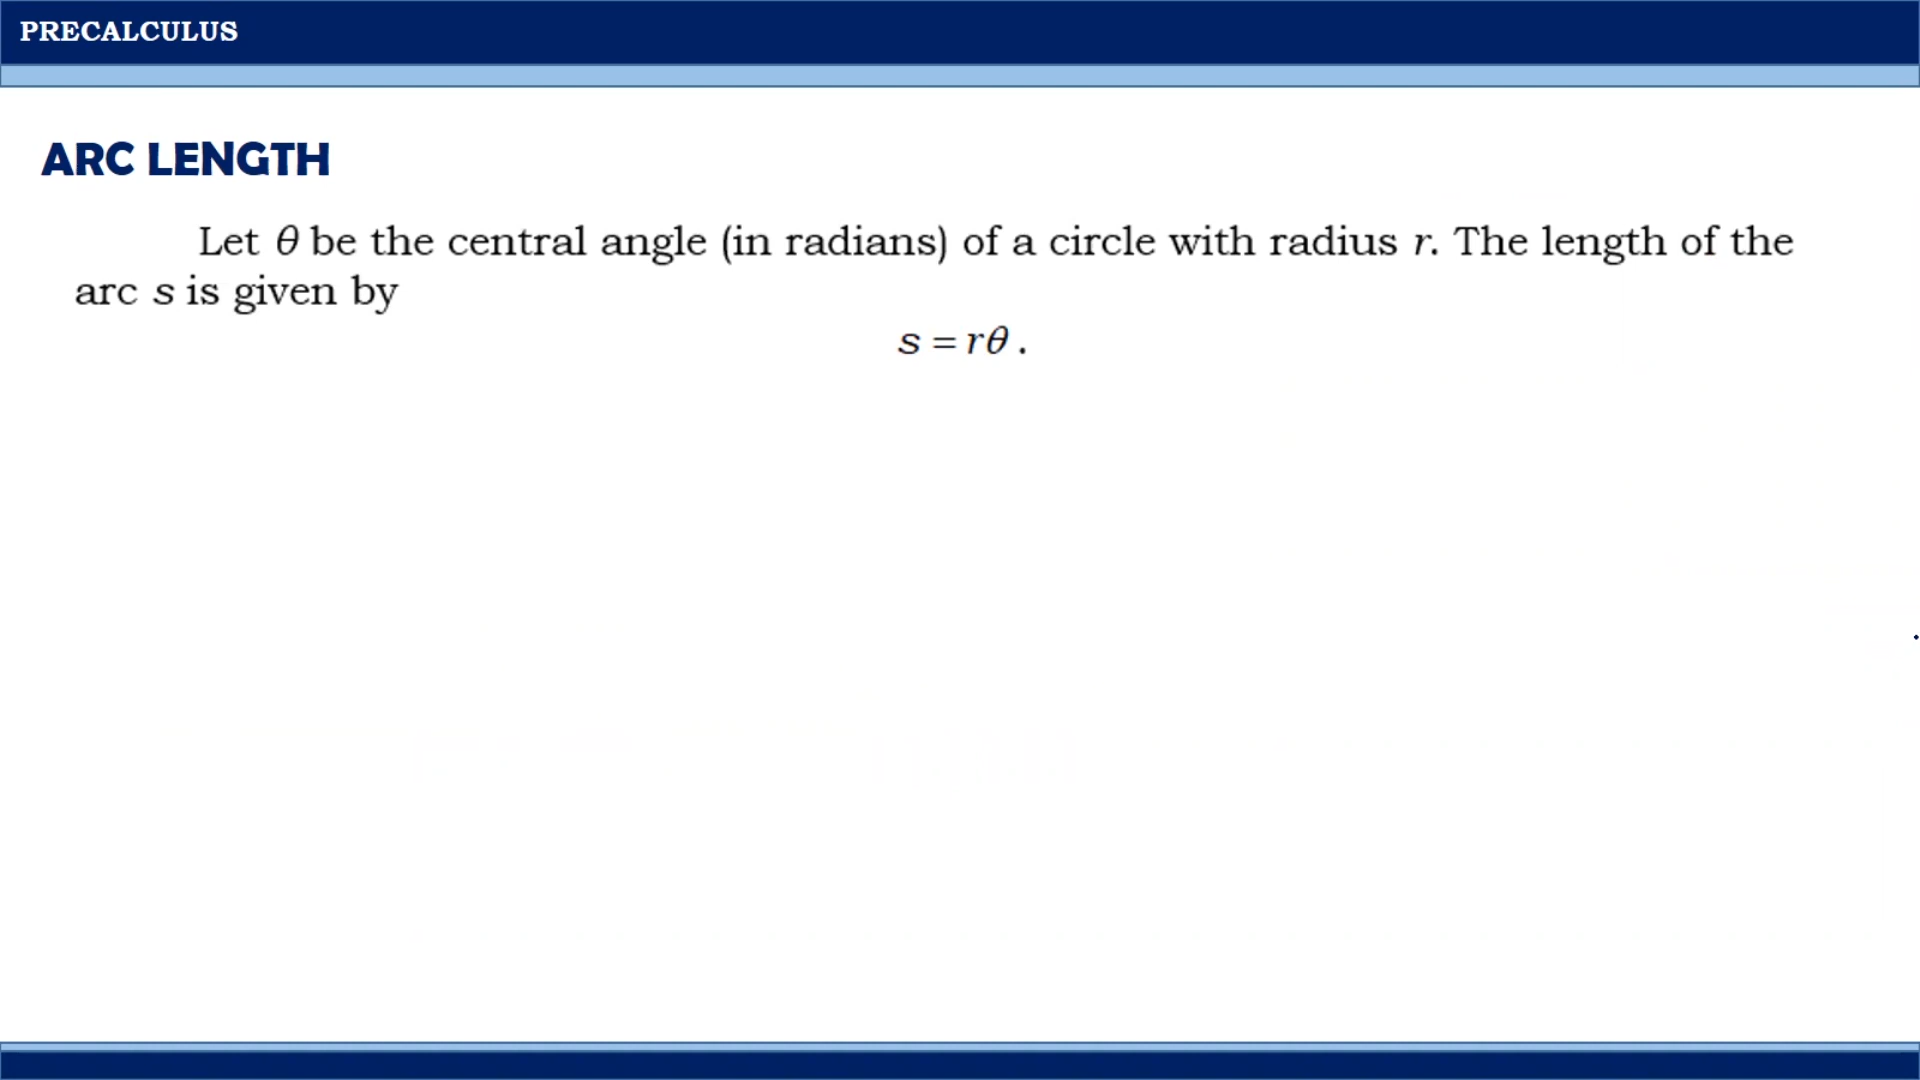 PRECALCULUS
ARC LENGTH
Let θ be the central angle (in radians) of a circle with radius r. The length of the
arc s is given by
s = rθ .